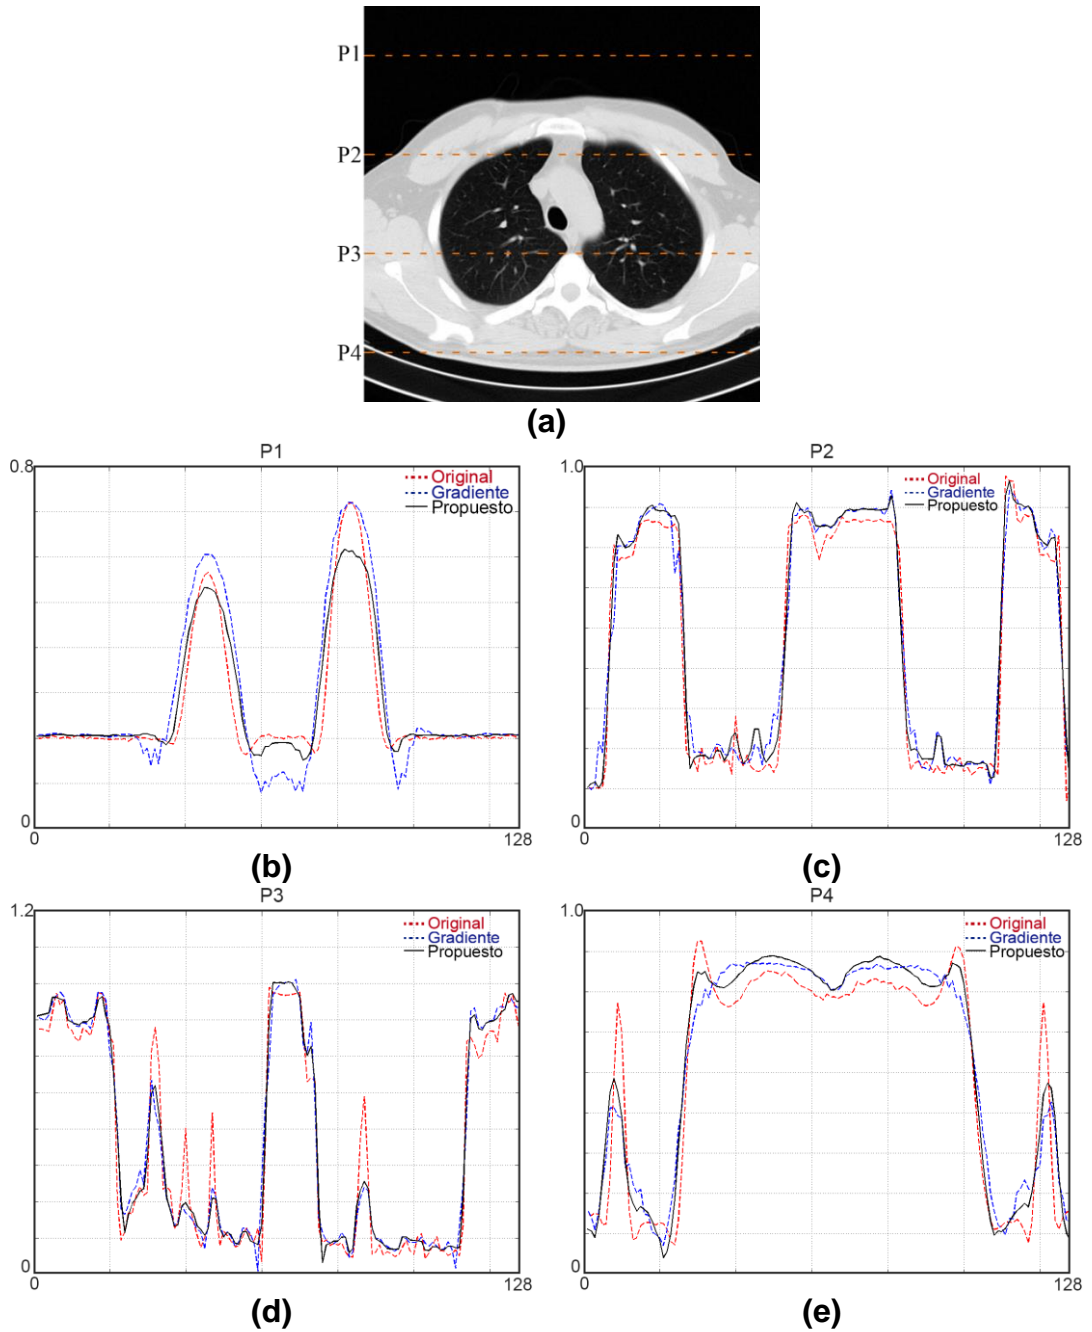 P1
P2
P3
P4
(a)
P1
0.8
Original
Gradiente
Propuesto
0
0
128
(b)
P2
1.0
Original
Gradiente
Propuesto
0
0
128
(c)
P3
1.2
Original
Gradiente
Propuesto
0
0
128
(d)
P4
1.0
Original
Gradiente
Propuesto
0
0
128
(e)